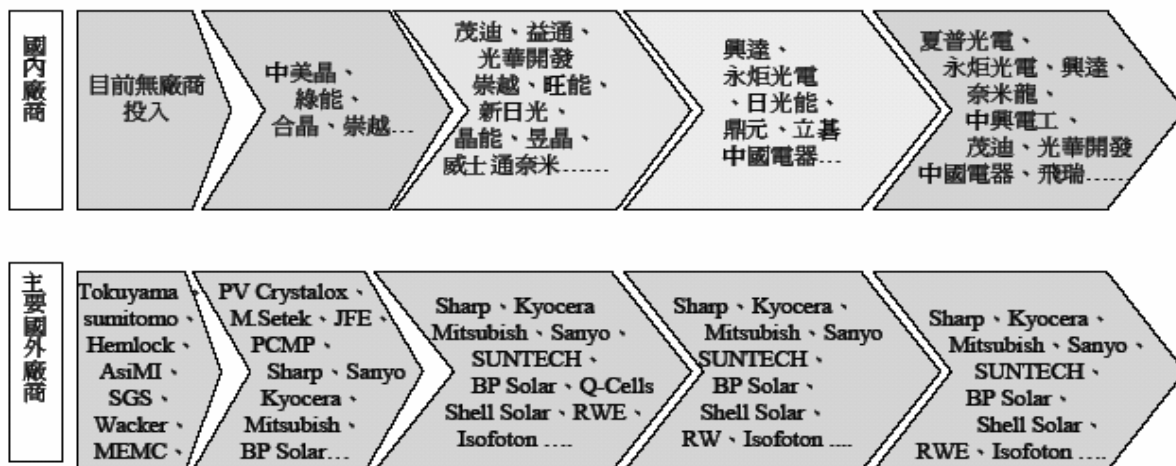 國內廠商
目前無廠商
投入
中美晶、
綠能、
合晶、崇越…
茂迪、益通、
光華開發
崇越、旺能、
新日光、
晶能、昱晶、
威士通奈米……
興達、
永炬光電
、日光能、
鼎元、立碁
中國電器…
夏普光電、
永炬光電、興達、
奈米龍、
中興電工、
茂迪、光華開發
中國電器、飛瑞……
主要國外廠商
Tokuyama、
sumitomo、
Hemlock、
AsiMI、
SGS、
Wacker、
MEMC、
PV Crystalox、
M.Setek、JFE、
PCMP、
Sharp、Sanyo
Kyocera、
Mitsubish、
BP Solar…
Sharp、Kyocera
Mitsubish、Sanyo、
SUNTECH、
BP Solar、Q-Cells
Shell Solar、RWE、
Isofoton ….
Sharp、Kyocera、
Mitsubish、Sanyo
SUNTECH、
BP Solar、
Shell Solar、
RW、Isofoton ....
Sharp、Kyocera、
Mitsubish、Sanyo、
SUNTECH、
BP Solar、
Shell Solar、
RWE、Isofoton ….